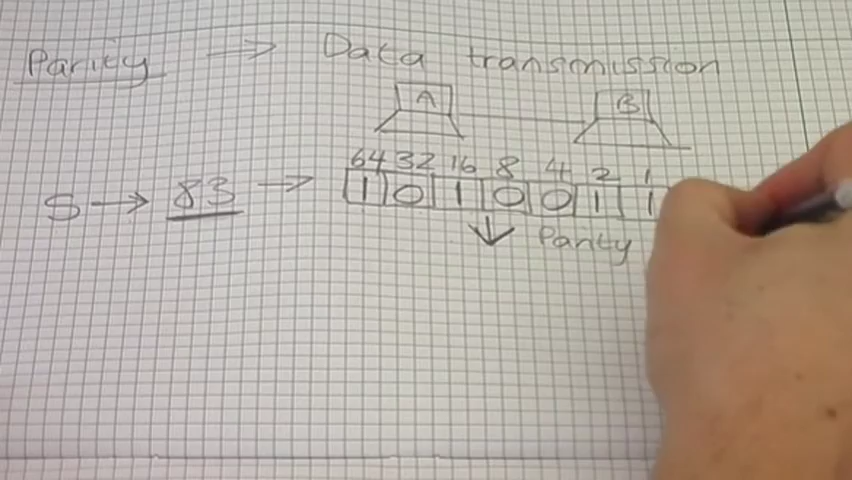 Parity ⇒ Data transmission
A B
64 32 16 8 4 2 1
S → 83 → 1 0 1 0 0 1 1
↓ Parity